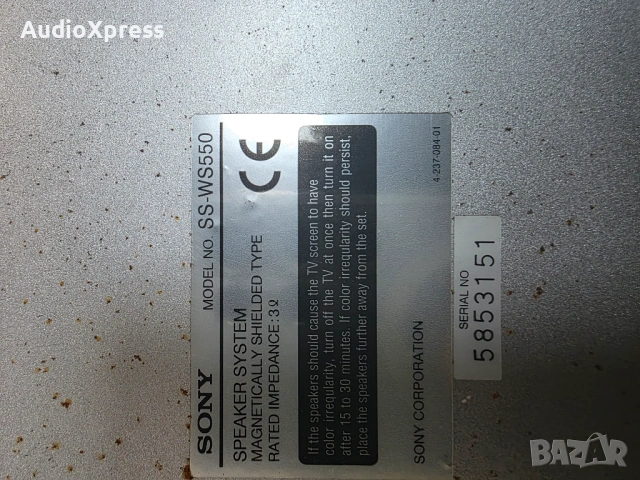 AudioXpress
SONY MODEL NO. SS-WS550
SPEAKER SYSTEM
MAGNETICALLY SHIELDED TYPE
RATED IMPEDANCE:3Ω
CE
If the speakers should cause the TV screen to have
color irregularity, turn off the TV at once then turn it on
after 15 to 30 minutes. If color irregularity should persist,
place the speakers further away from the set.
SONY CORPORATION
4-237-084-01
SERIAL NO
5853151
BAZAR